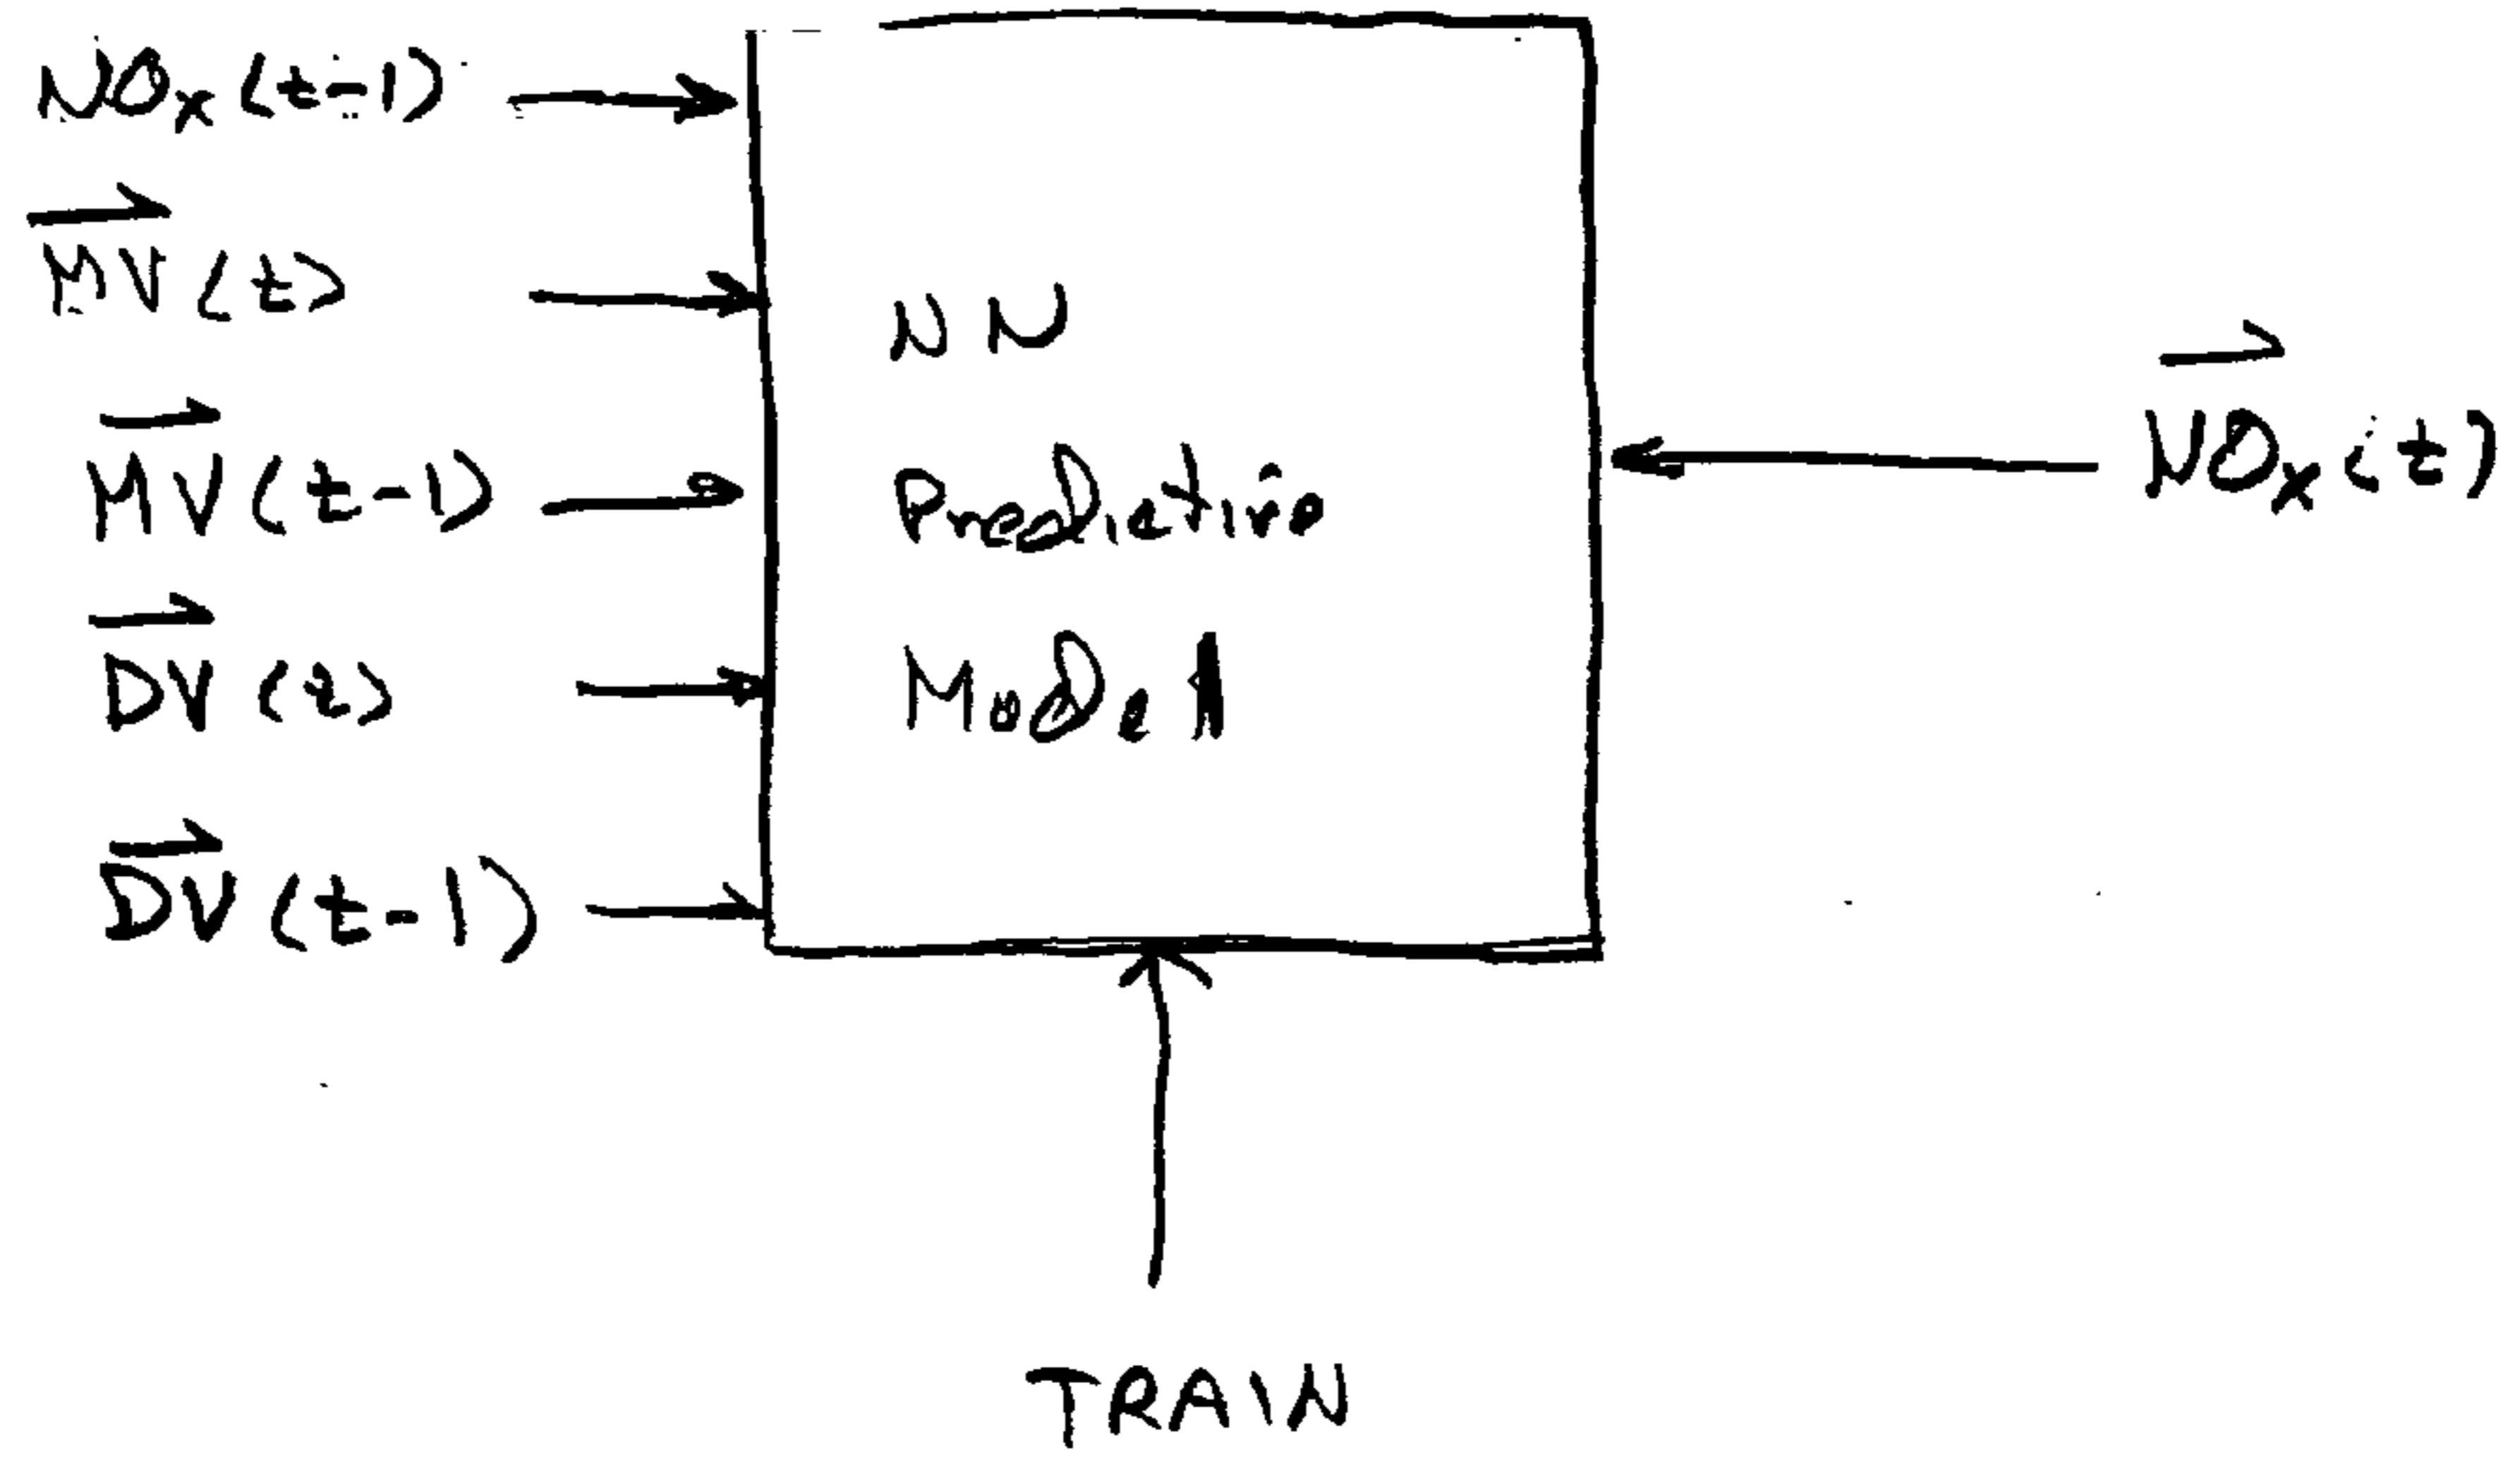 NOx (t-1)
MV (t)
MV (t-1)
DV (t)
DV (t-1)
NN
Predictive
Model
NOx (t)
TRAIN